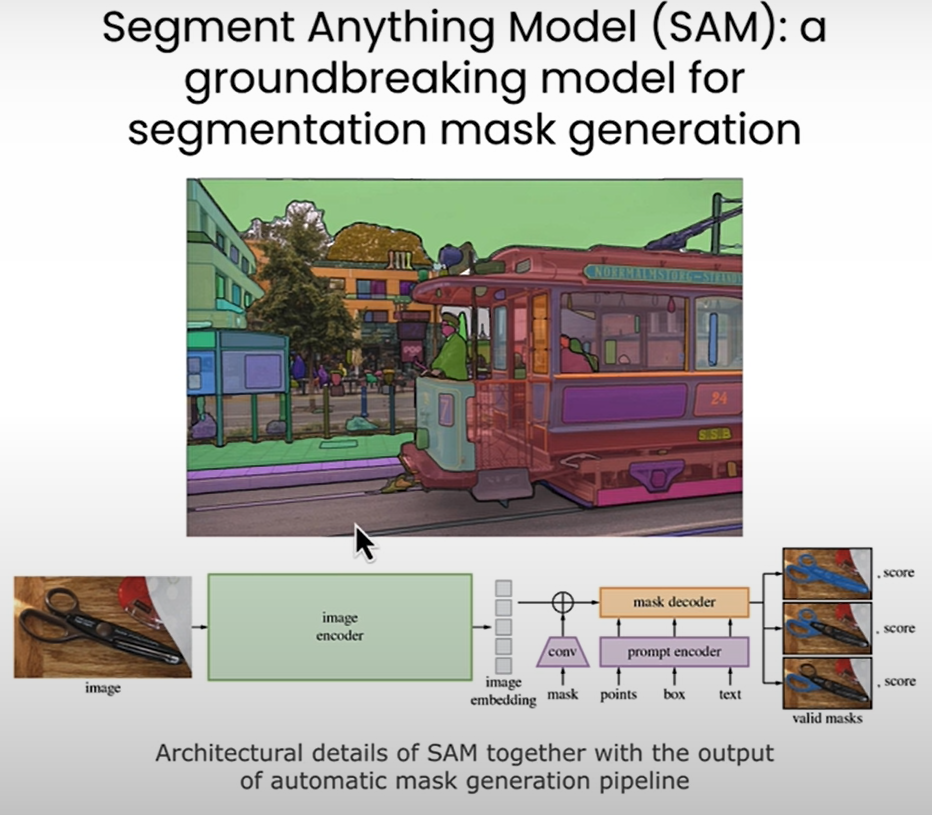 Segment Anything Model (SAM): a
groundbreaking model for
segmentation mask generation
NORRMALMSTORG–
7
24
S.S.B
image
image
encoder
image
embedding
conv
mask
mask decoder
prompt encoder
points
box
text
, score
, score
, score
valid masks
Architectural details of SAM together with the output
of automatic mask generation pipeline